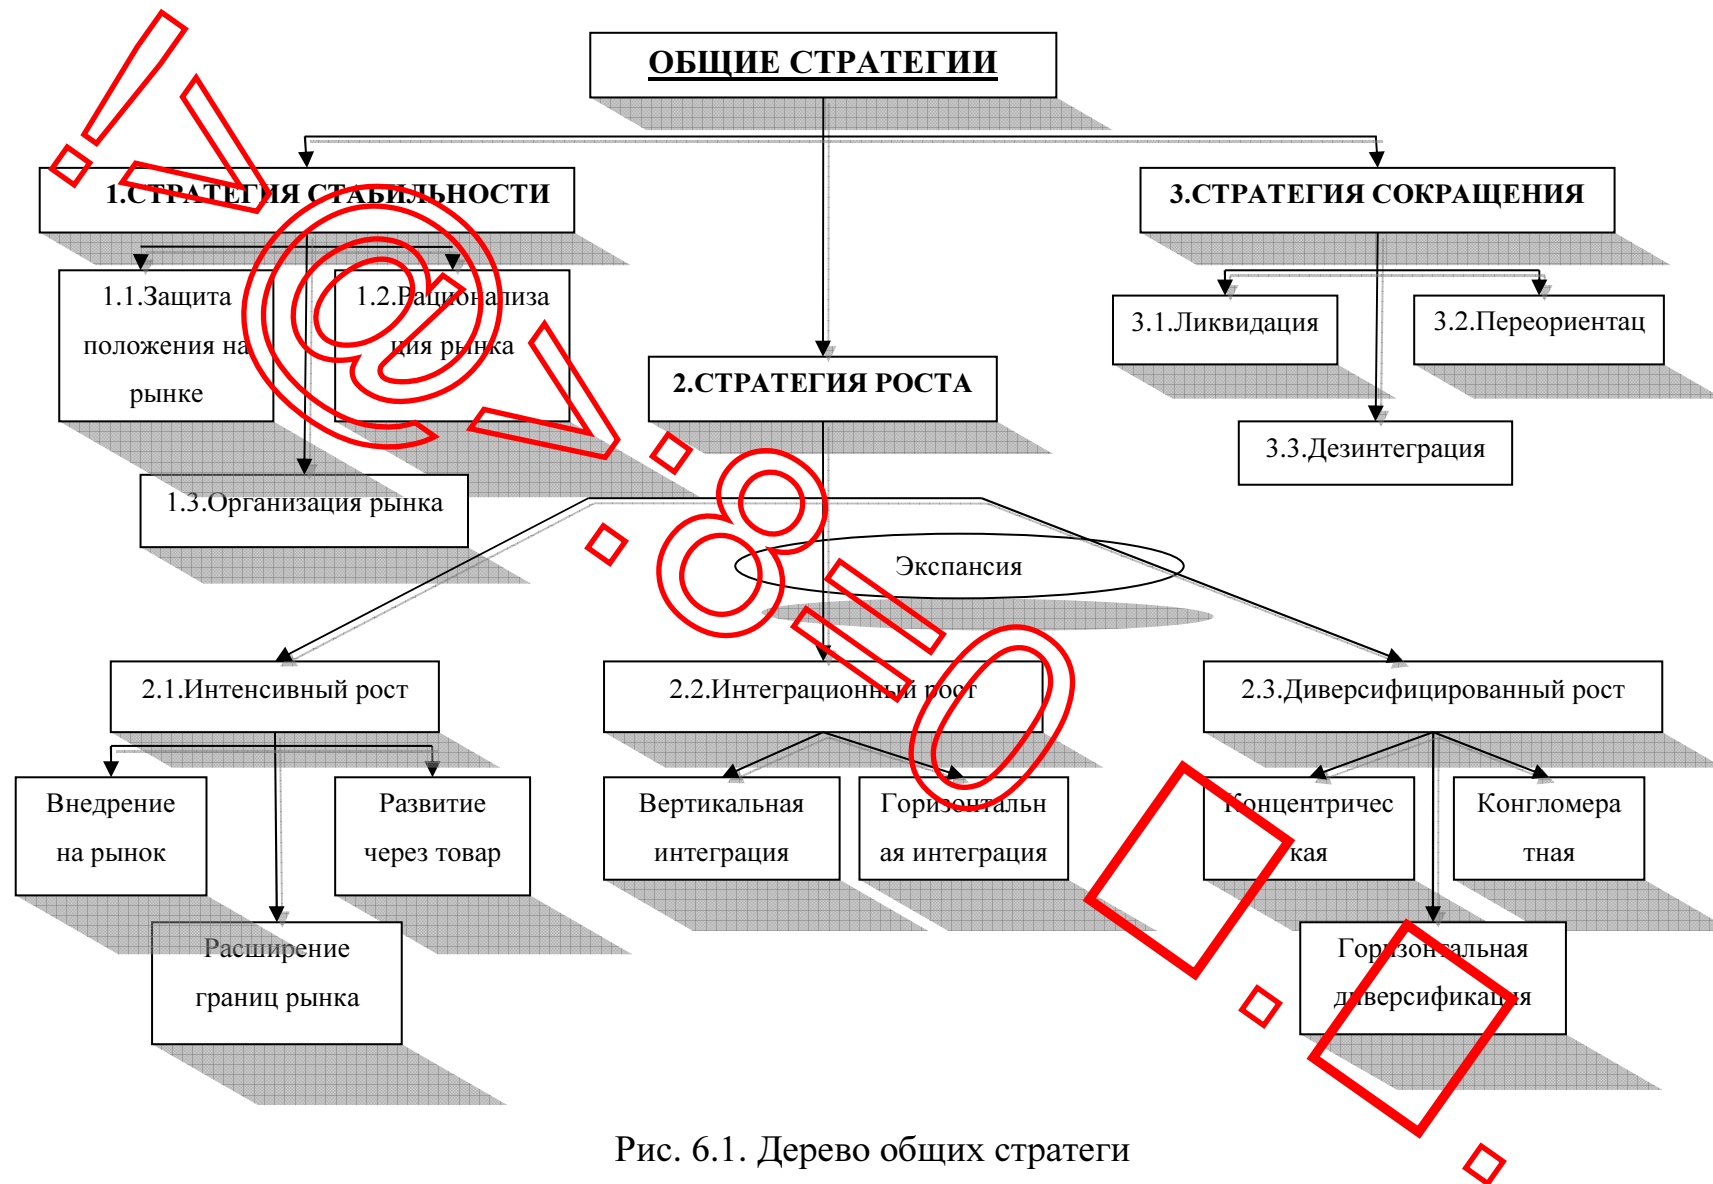 ОБЩИЕ СТРАТЕГИИ
1.СТРАТЕГИЯ СТАБИЛЬНОСТИ
3.СТРАТЕГИЯ СОКРАЩЕНИЯ
1.1.Защита
положения на
рынке
1.2.Рационализа
ция рынка
1.3.Организация рынка
3.1.Ликвидация
3.2.Переориентац
3.3.Дезинтеграция
2.СТРАТЕГИЯ РОСТА
Экспансия
2.1.Интенсивный рост
2.2.Интеграционный рост
2.3.Диверсифицированный рост
Внедрение
на рынок
Развитие
через товар
Расширение
границ рынка
Вертикальная
интеграция
Горизонтальн
ая интеграция
Концентричес
кая
Конгломера
тная
Горизонтальная
диверсификация
Рис. 6.1. Дерево общих стратеги